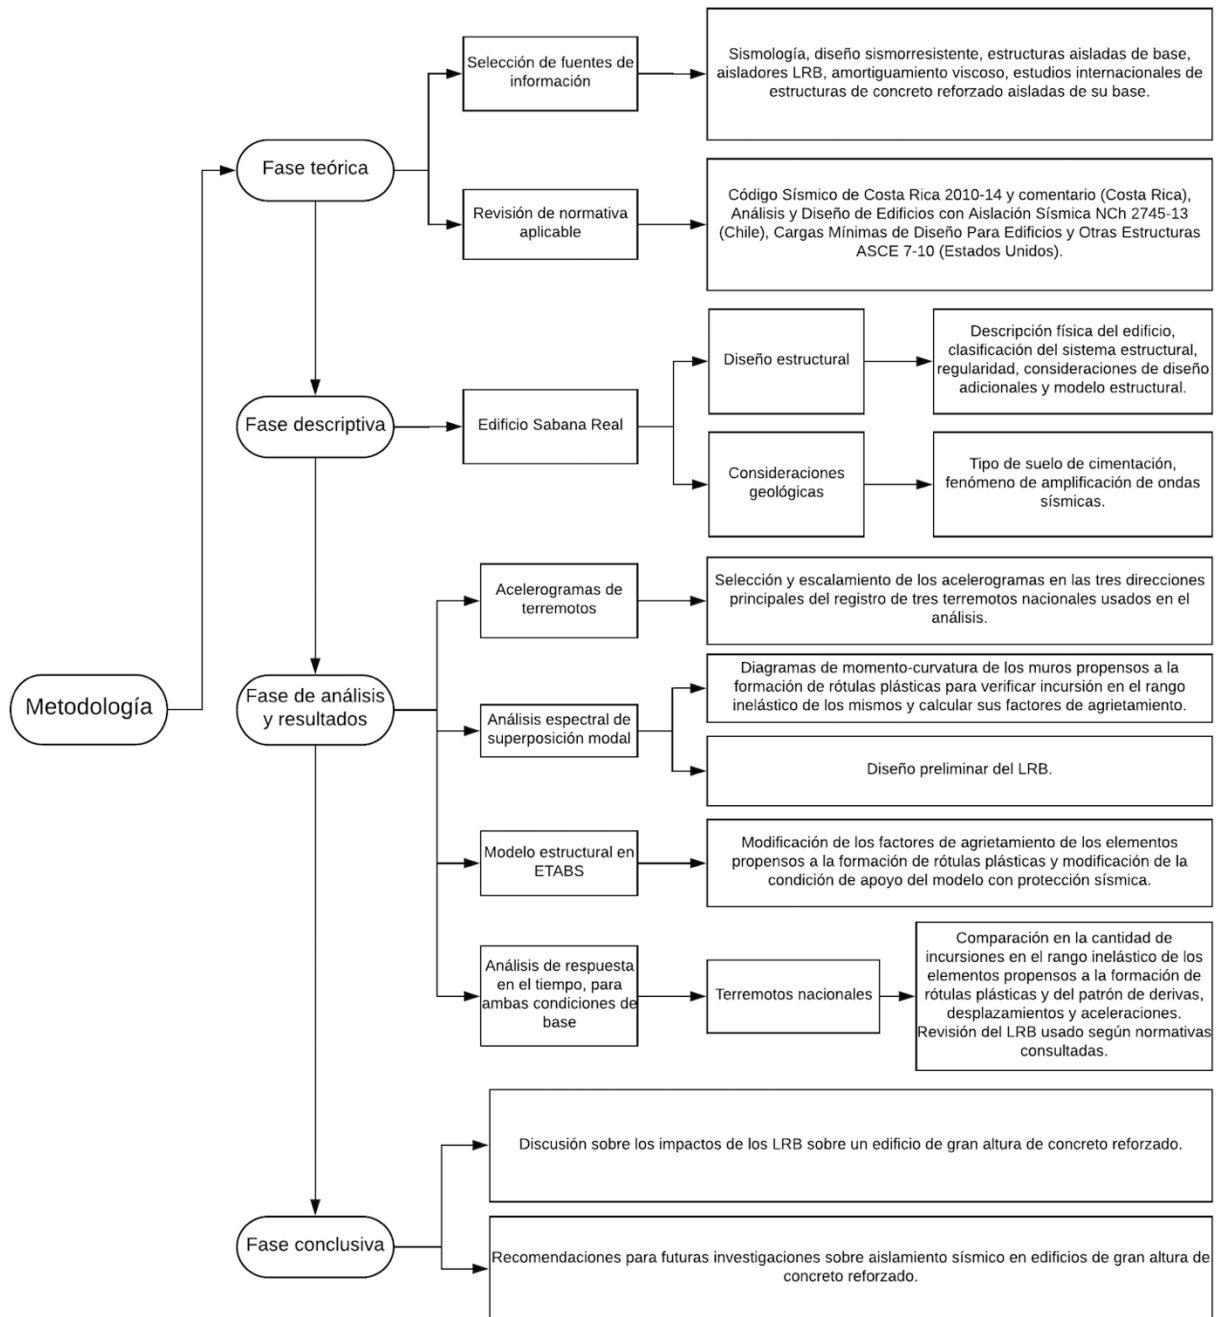 Metodología
Fase teórica
Selección de fuentes de
información
Sismología, diseño sismorresistente, estructuras aisladas de base,
aisladores LRB, amortiguamiento viscoso, estudios internacionales de
estructuras de concreto reforzado aisladas de su base.
Revisión de normativa
aplicable
Código Sísmico de Costa Rica 2010-14 y comentario (Costa Rica),
Análisis y Diseño de Edificios con Aislación Sísmica NCh 2745-13
(Chile), Cargas Mínimas de Diseño Para Edificios y Otras Estructuras
ASCE 7-10 (Estados Unidos).
Fase descriptiva
Edificio Sabana Real
Diseño estructural
Descripción física del edificio,
clasificación del sistema estructural,
regularidad, consideraciones de diseño
adicionales y modelo estructural.
Consideraciones
geológicas
Tipo de suelo de cimentación,
fenómeno de amplificación de ondas
sísmicas.
Fase de análisis
y resultados
Acelerogramas de
terremotos
Selección y escalamiento de los acelerogramas en las tres direcciones
principales del registro de tres terremotos nacionales usados en el
análisis.
Análisis espectral de
superposición modal
Diagramas de momento-curvatura de los muros propensos a la
formación de rótulas plásticas para verificar incursión en el rango
inelástico de los mismos y calcular sus factores de agrietamiento.
Diseño preliminar del LRB.
Modelo estructural en
ETABS
Modificación de los factores de agrietamiento de los elementos
propensos a la formación de rótulas plásticas y modificación de la
condición de apoyo del modelo con protección sísmica.
Análisis de respuesta
en el tiempo, para
ambas condiciones de
base
Terremotos nacionales
Comparación en la cantidad de
incursiones en el rango inelástico de los
elementos propensos a la formación de
rótulas plásticas y del patrón de derivas,
desplazamientos y aceleraciones.
Revisión del LRB usado según normativas
consultadas.
Fase conclusiva
Discusión sobre los impactos de los LRB sobre un edificio de gran altura de concreto reforzado.
Recomendaciones para futuras investigaciones sobre aislamiento sísmico en edificios de gran altura de
concreto reforzado.